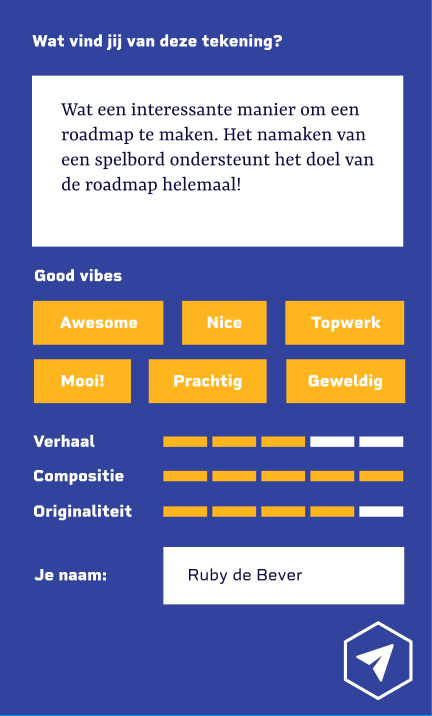 Wat vind jij van deze tekening?
Wat een interessante manier om een
roadmap te maken. Het namaken van
een spelbord ondersteunt het doel van
de roadmap helemaal!
Good vibes
Awesome Nice Topwerk
Mooi! Prachtig Geweldig
Verhaal
Compositie
Originaliteit
Je naam: Ruby de Bever